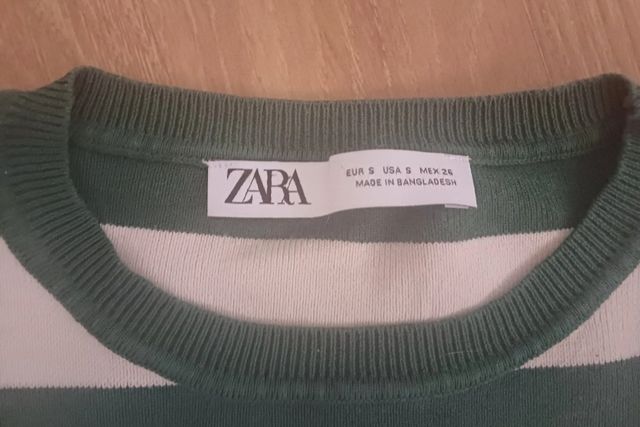 ZARA
EUR S USA S MEX 26
MADE IN BANGLADESH